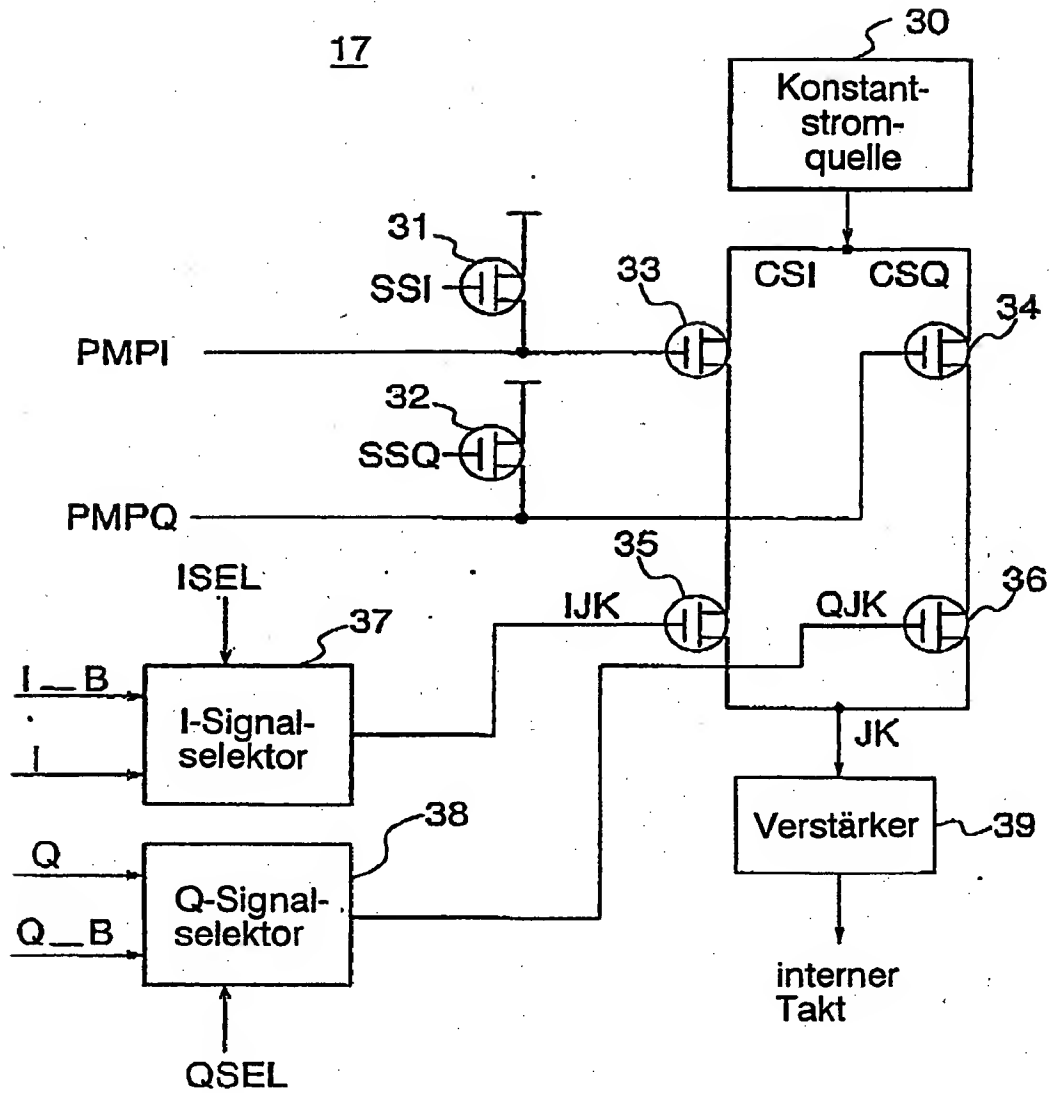 17
30
Konstant-
strom-
quelle
31
SSI
33
CSI
CSQ
34
PMPI
32
SSQ
PMPQ
35
36
ISEL
37
IJK
QJK
I_B
I
I-Signal-
selektor
JK
38
Verstärker
39
Q
Q_B
Q-Signal-
selektor
interner
Takt
QSEL